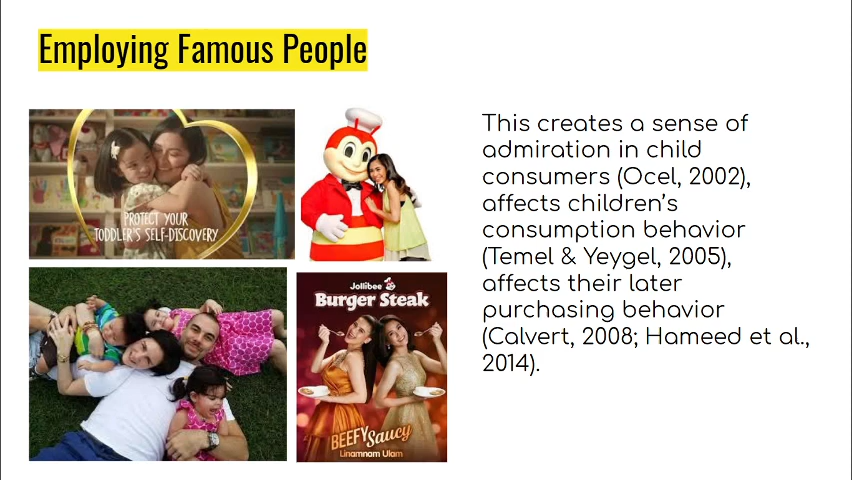 Employing Famous People
PROTECT YOUR
TODDLER'S SELF-DISCOVERY
Jollibee
Burger Steak
BEEFY Saucy
Linamnam Ulam
This creates a sense of
admiration in child
consumers (Ocel, 2002),
affects children's
consumption behavior
(Temel & Yeygel, 2005),
affects their later
purchasing behavior
(Calvert, 2008; Hameed et al.,
2014).